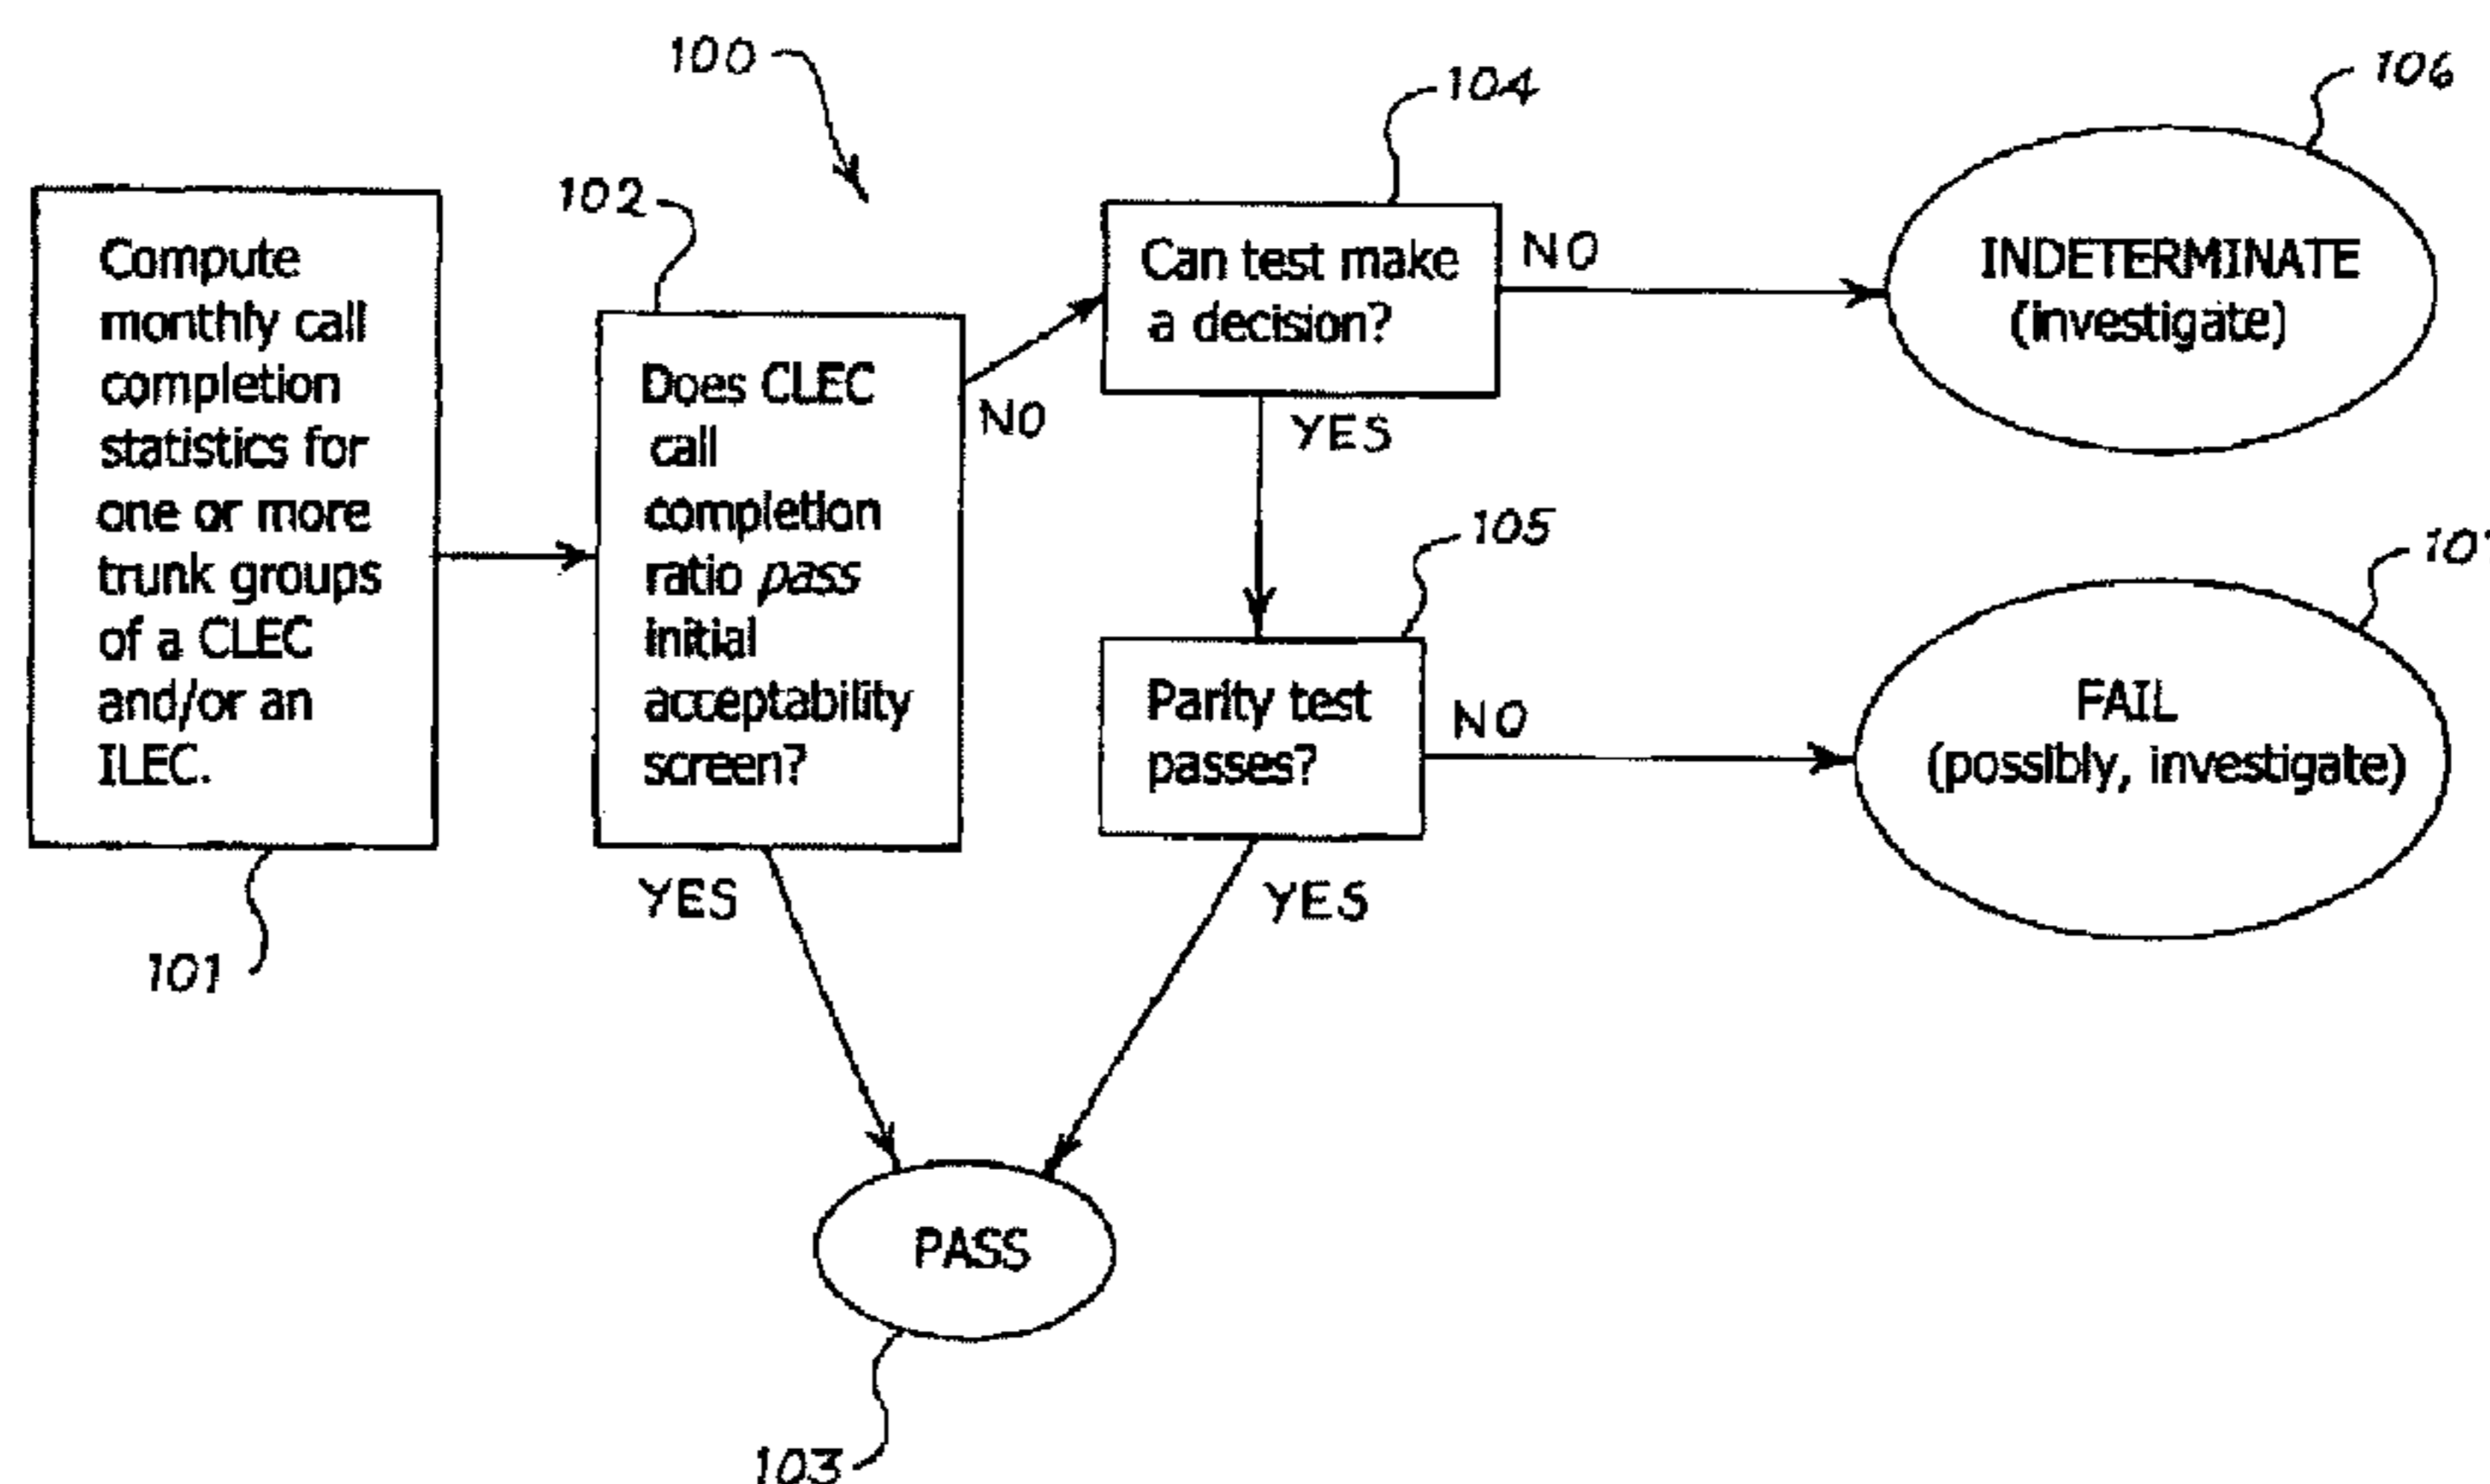 100
104
106
102
Compute
monthly call
completion
statistics for
one or more
trunk groups
of a CLEC
and/or an
ILEC.
101
Does CLEC
call
completion
ratio pass
initial
acceptability
screen?
NO
YES
Can test make
a decision?
NO
YES
INDETERMINATE
(investigate)
105
Parity test
passes?
NO
YES
FAIL
(possibly, investigate)
PASS
103